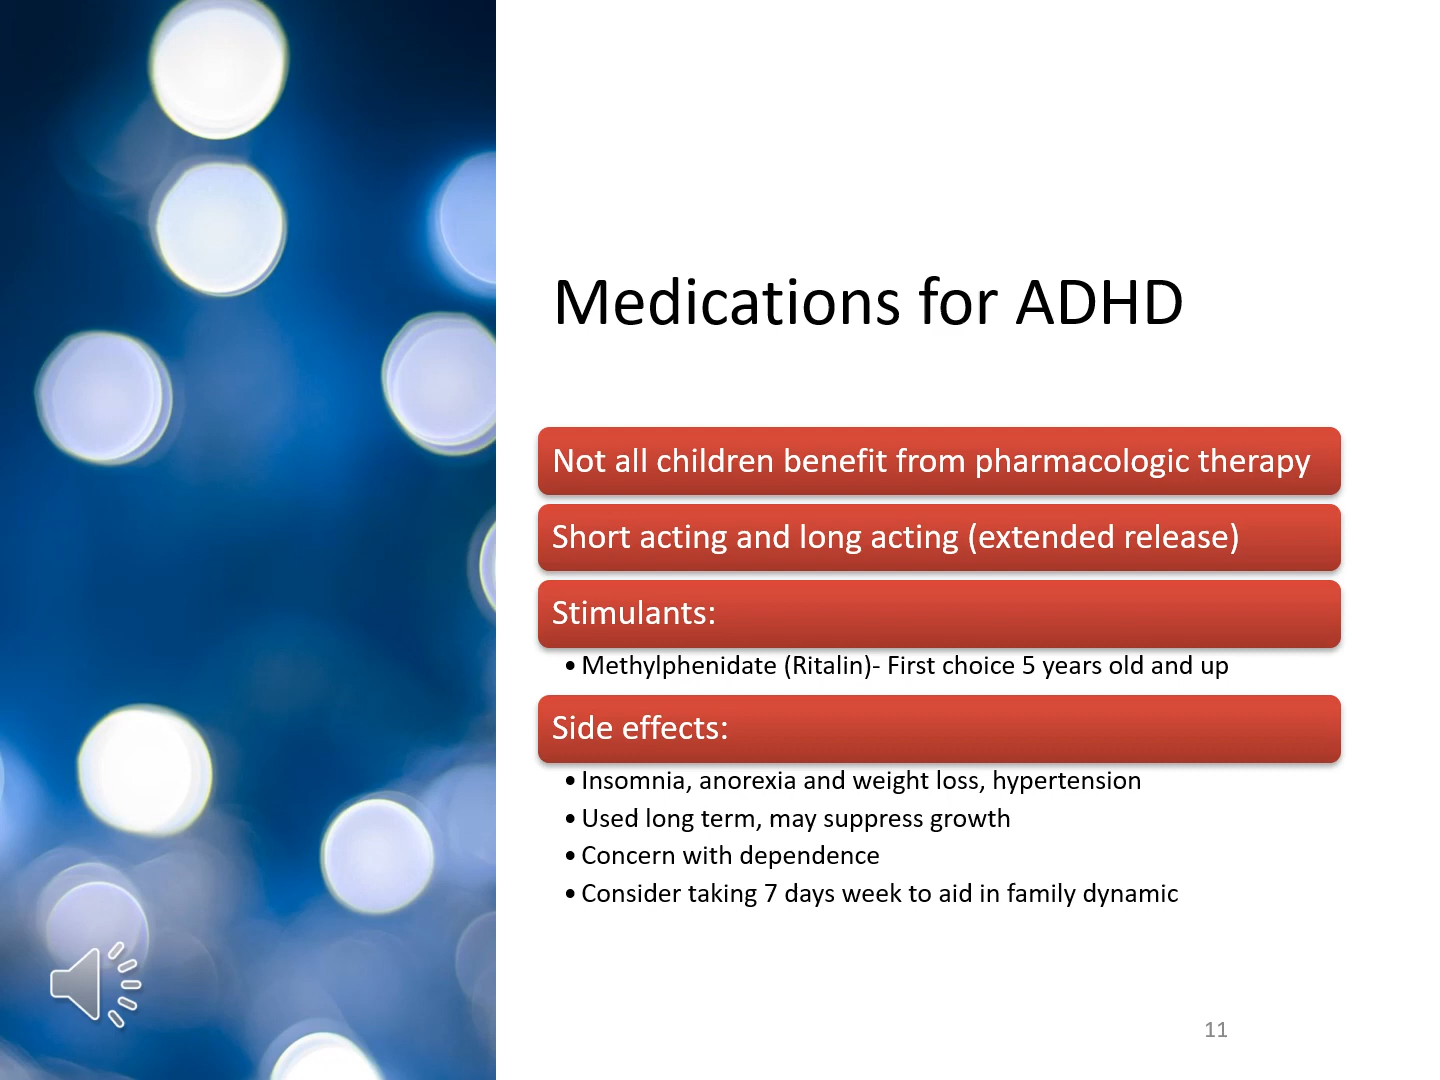 Medications for ADHD
Not all children benefit from pharmacologic therapy
Short acting and long acting (extended release)
Stimulants:
• Methylphenidate (Ritalin)- First choice 5 years old and up
Side effects:
• Insomnia, anorexia and weight loss, hypertension
• Used long term, may suppress growth
• Concern with dependence
• Consider taking 7 days week to aid in family dynamic
11